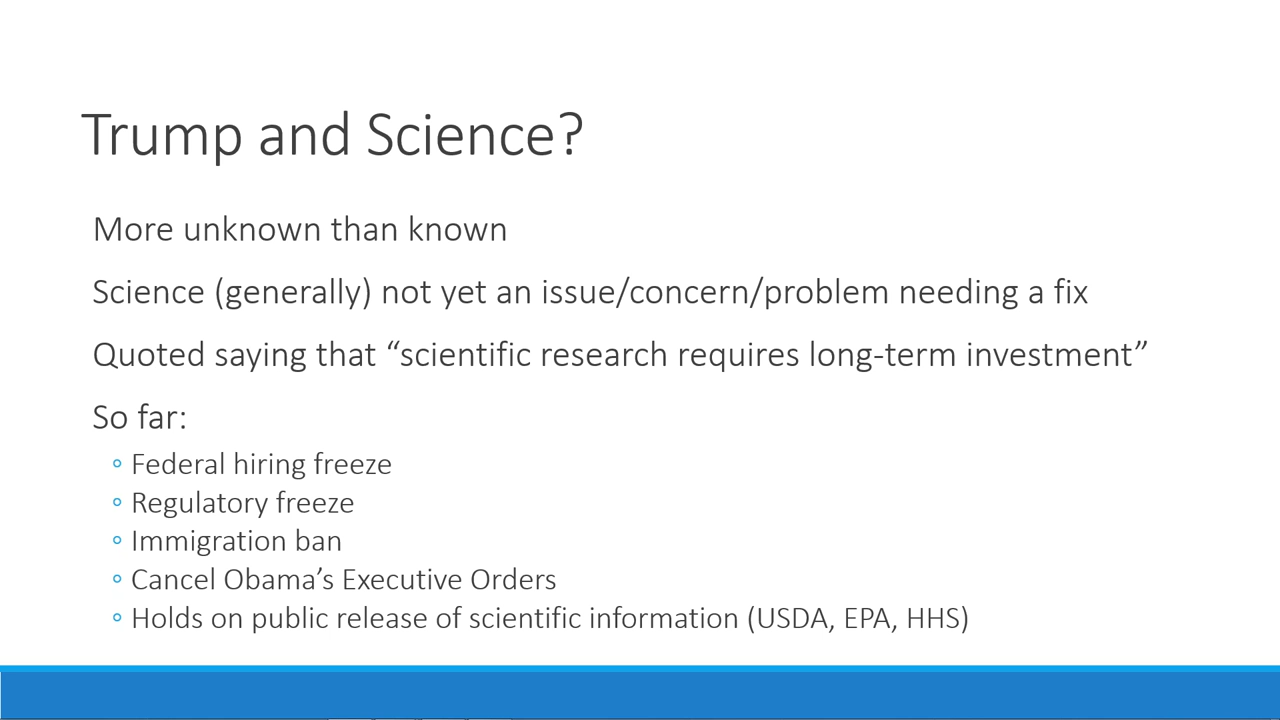 Trump and Science?
More unknown than known
Science (generally) not yet an issue/concern/problem needing a fix
Quoted saying that “scientific research requires long-term investment”
So far:
◦ Federal hiring freeze
◦ Regulatory freeze
◦ Immigration ban
◦ Cancel Obama’s Executive Orders
◦ Holds on public release of scientific information (USDA, EPA, HHS)